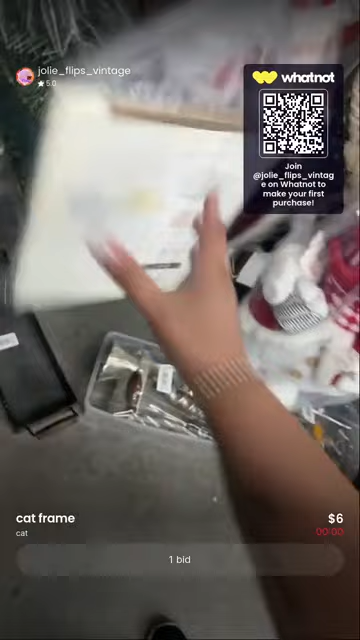 jolie_flips_vintage
★ 5.0
whatnot
Join
@jolie_flips_vintag
e on Whatnot to
make your first
purchase!
cat frame
$6
cat
00:00
1 bid